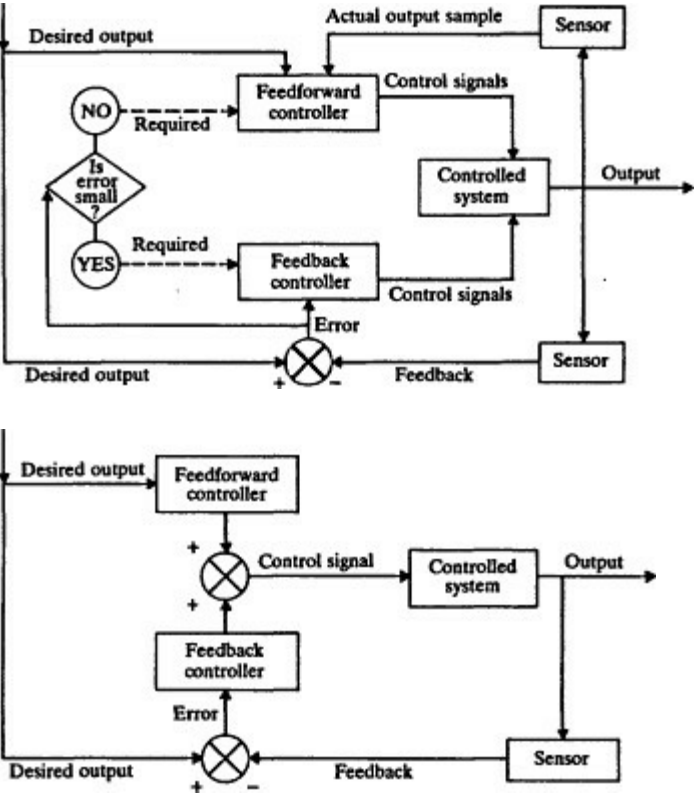 Actual output sample
Sensor
Desired output
Feedforward
controller
Control signals
NO
Required
Is
error
small
?
Controlled
system
Output
YES
Required
Feedback
controller
Control signals
Error
+
−
Desired output
Feedback
Sensor
Desired output
Feedforward
controller
+
Control signal
Controlled
system
Output
+
Feedback
controller
Error
Desired output
+
−
Feedback
Sensor